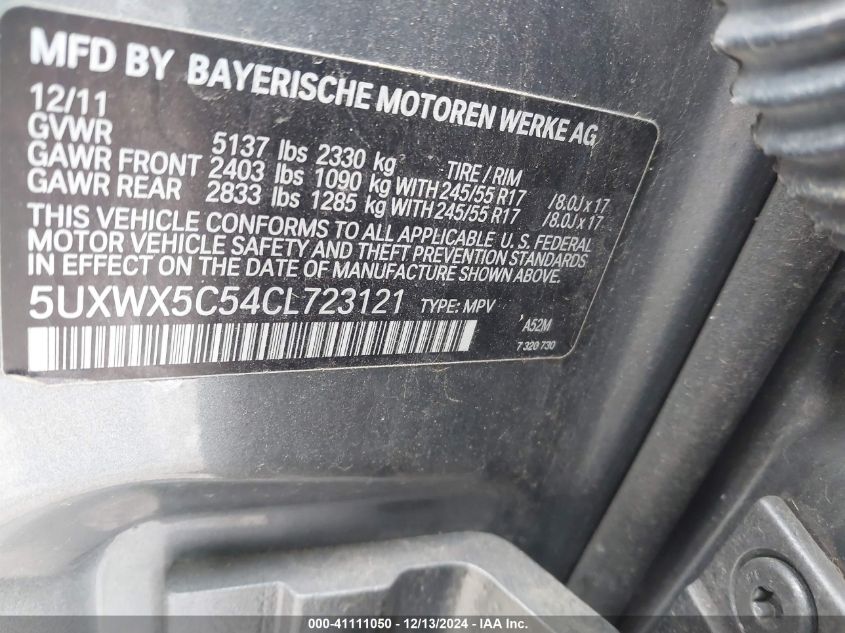 MFD BY BAYERISCHE MOTOREN WERKE AG
12/11
GVWR 5137 lbs 2330 kg TIRE / RIM
GAWR FRONT 2403 lbs 1090 kg WITH 245/55 R17 /8.0J x 17
GAWR REAR 2833 lbs 1285 kg WITH 245/55 R17 /8.0J x 17
THIS VEHICLE CONFORMS TO ALL APPLICABLE U.S. FEDERAL
MOTOR VEHICLE SAFETY AND THEFT PREVENTION STANDARDS
IN EFFECT ON THE DATE OF MANUFACTURE SHOWN ABOVE.
5UXWX5C54CL723121 TYPE: MPV
A52M
7 320 730
000-41111050 - 12/13/2024 - IAA Inc.